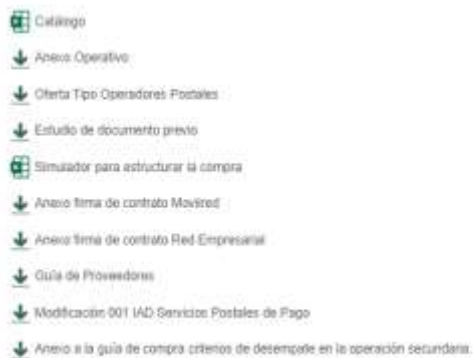 Catálogo
Anexo Operativo
Oferta Tipo Operadores Postales
Estudio de documento previo
Simulador para estructurar la compra
Anexo firma de contrato Movilred
Anexo firma de contrato Red Empresarial
Guía de Proveedores
Modificación 001 IAD Servicios Postales de Pago
Anexo a la guía de compra criterios de desempate en la operación secundaria